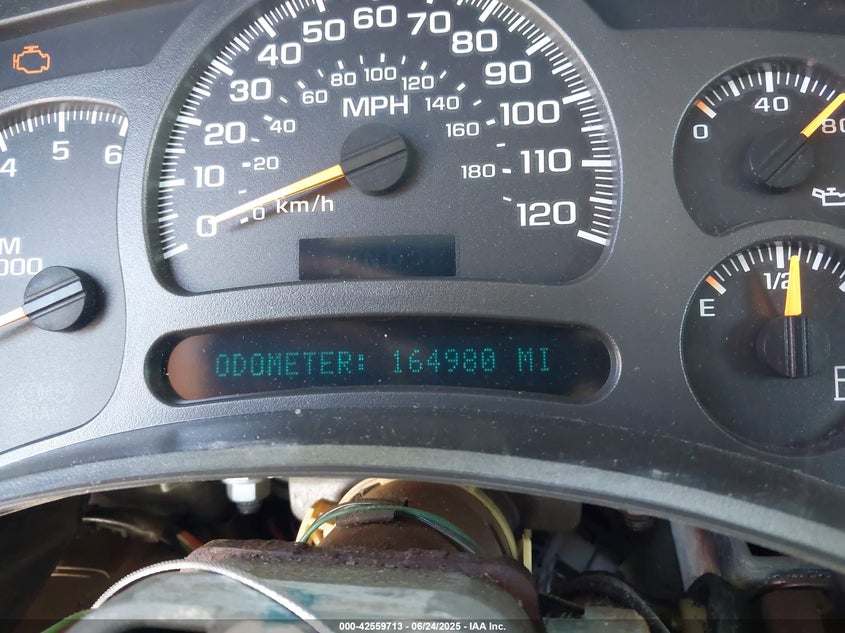 0 10 20 30 40 50 60 70 80 90 100 110 120
0 20 40 60 80 100 120 140 160 180
MPH
km/h
4 5 6
0 40 80
E 1/2
ODOMETER: 164980 MI
BRAKE
000-42559713 - 06/24/2025 - IAA Inc.